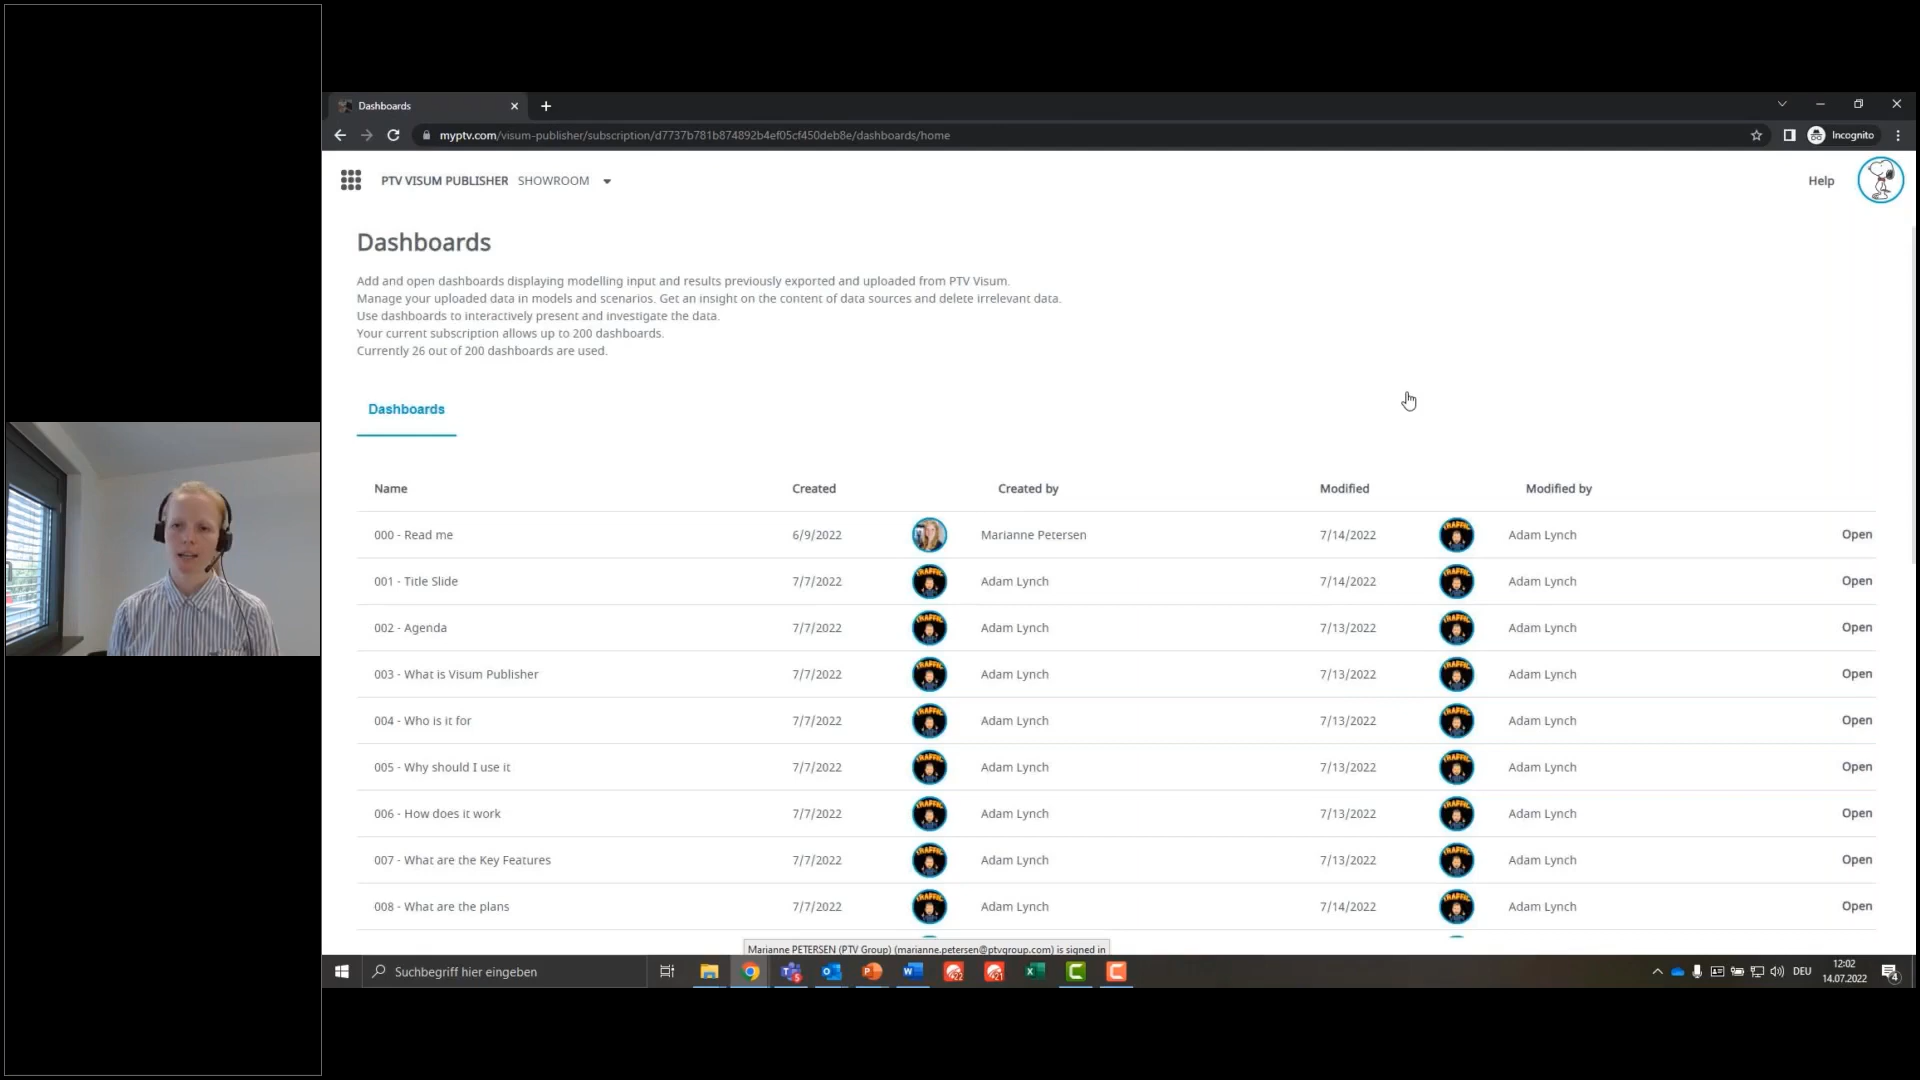 Dashboards
myptv.com/visum-publisher/subscription/d7737b781b874892b4ef05cf450deb8e/dashboards/home
Incognito
PTV VISUM PUBLISHER SHOWROOM
Help
Dashboards
Add and open dashboards displaying modelling input and results previously exported and uploaded from PTV Visum.
Manage your uploaded data in models and scenarios. Get an insight on the content of data sources and delete irrelevant data.
Use dashboards to interactively present and investigate the data.
Your current subscription allows up to 200 dashboards.
Currently 26 out of 200 dashboards are used.
Dashboards
Name Created Created by Modified Modified by
000 - Read me 6/9/2022 Marianne Petersen 7/14/2022 Adam Lynch Open
001 - Title Slide 7/7/2022 Adam Lynch 7/14/2022 Adam Lynch Open
002 - Agenda 7/7/2022 Adam Lynch 7/13/2022 Adam Lynch Open
003 - What is Visum Publisher 7/7/2022 Adam Lynch 7/13/2022 Adam Lynch Open
004 - Who is it for 7/7/2022 Adam Lynch 7/13/2022 Adam Lynch Open
005 - Why should I use it 7/7/2022 Adam Lynch 7/13/2022 Adam Lynch Open
006 - How does it work 7/7/2022 Adam Lynch 7/13/2022 Adam Lynch Open
007 - What are the Key Features 7/7/2022 Adam Lynch 7/13/2022 Adam Lynch Open
008 - What are the plans 7/7/2022 Adam Lynch 7/14/2022 Adam Lynch Open
Marianne PETERSEN (PTV Group) (marianne.petersen@ptvgroup.com) is signed in
Suchbegriff hier eingeben
DEU
12:02
14.07.2022